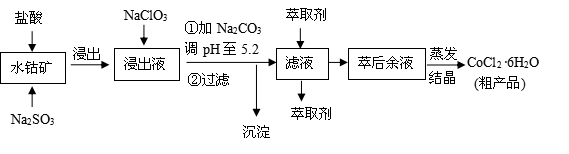 盐酸
水钴矿
Na2SO3
浸出
NaClO3
浸出液
①加 Na2CO3
调 pH 至 5.2
②过滤
沉淀
萃取剂
滤液
萃取剂
萃后余液
蒸发
结晶
CoCl2·6H2O
(粗产品)